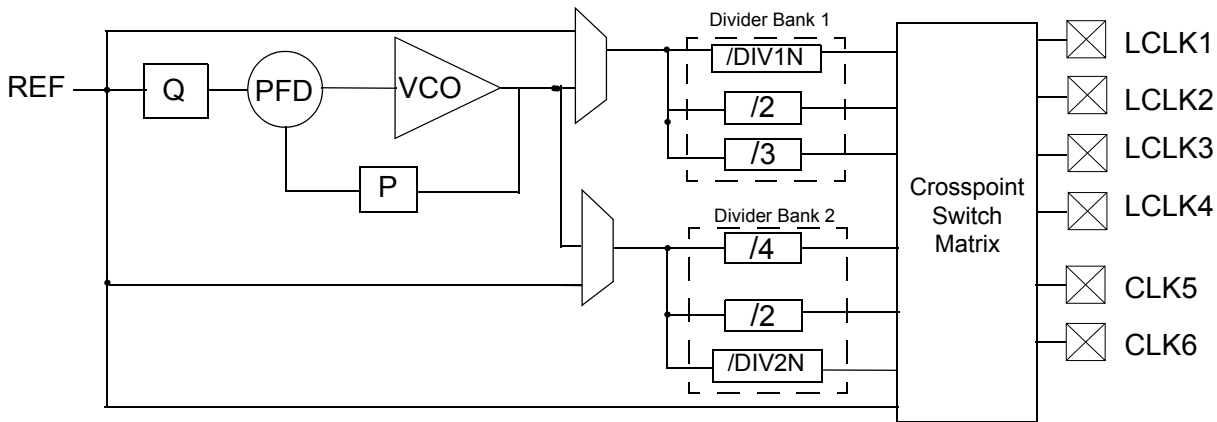 REF
Q
PFD
VCO
P
Divider Bank 1
/DIV1N
/2
/3
Divider Bank 2
/4
/2
/DIV2N
Crosspoint
Switch
Matrix
LCLK1
LCLK2
LCLK3
LCLK4
CLK5
CLK6